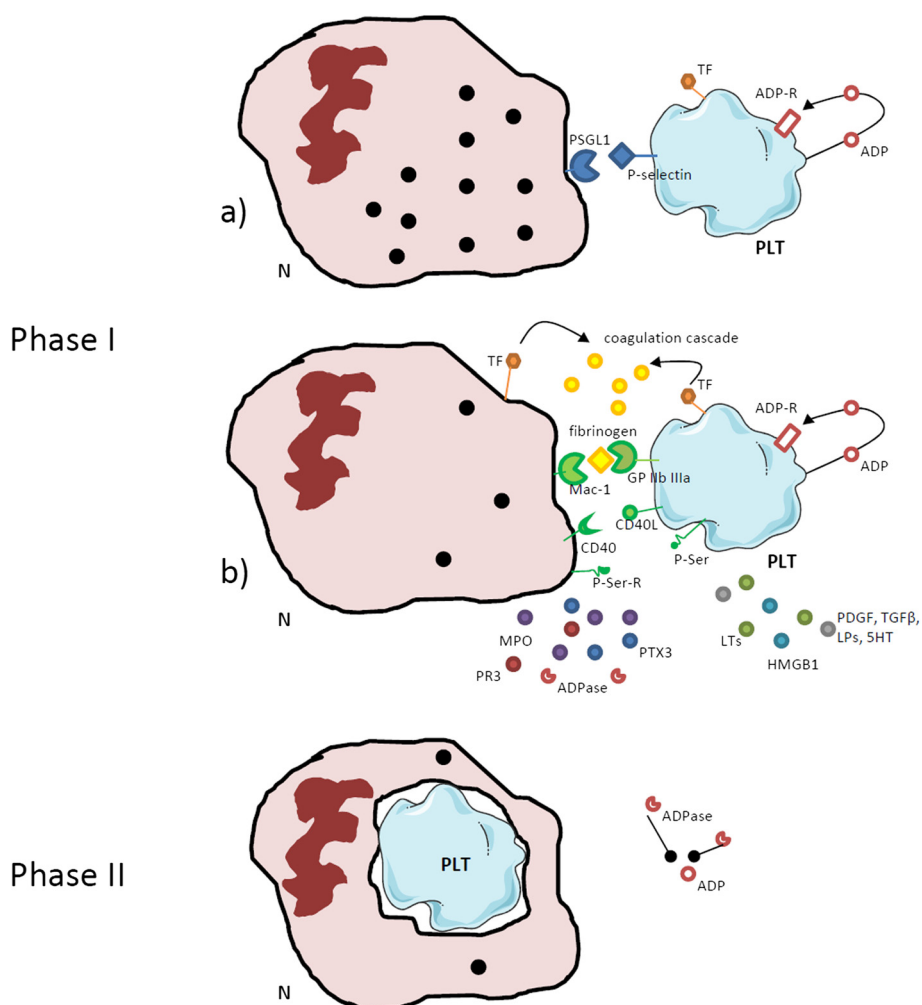 TF
ADP-R
PSGL1
ADP
P-selectin
a)
PLT
N
Phase I
coagulation cascade
TF
TF
ADP-R
fibrinogen
ADP
Mac-1
GP IIb IIIa
CD40L
CD40
P-Ser
PLT
b)
P-Ser-R
N
MPO
PTX3
LTs
PDGF, TGFβ,
LPs, 5HT
HMGB1
PR3
ADPase
ADPase
PLT
Phase II
ADP
N